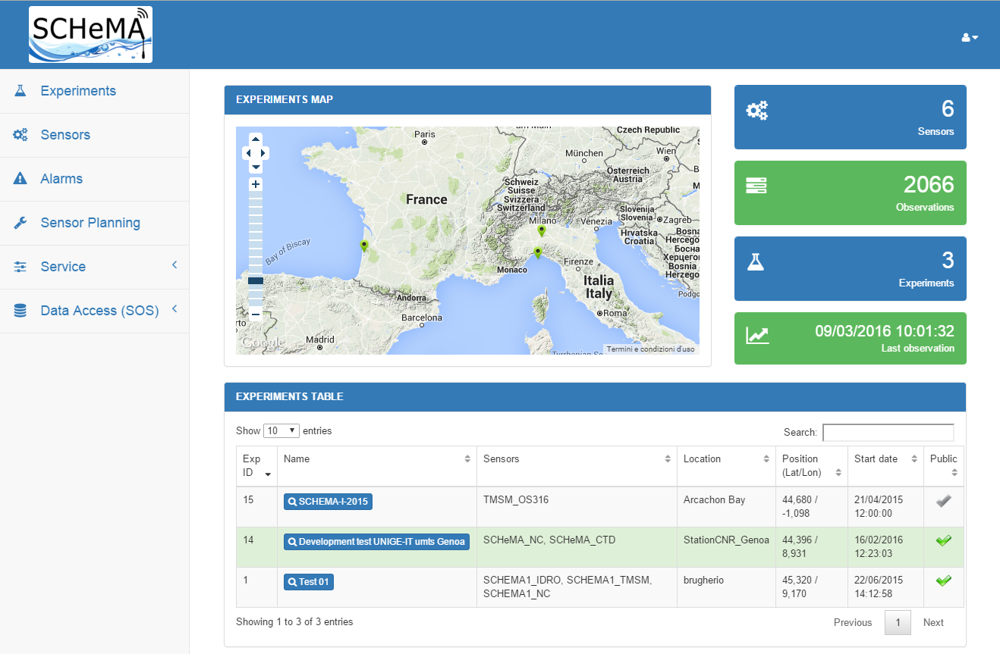 SCHeMA
Experiments
Sensors
Alarms
Sensor Planning
Service
Data Access (SOS)
EXPERIMENTS MAP
Paris
Czech Republic
München
Wien
Österreich
Austria
Schweiz
Suisse
Svizzera
Switzerland
France
Slovenija
Slovenia
Zagreb
Milano
Venezia
Hrvatska
Croatia
Bay of Biscay
Monaco
Firenze
Italia
Italy
Andorra
Barcelona
Roma
Madrid
Google
Termini e condizioni d'uso
6
Sensors
2066
Observations
3
Experiments
09/03/2016 10:01:32
Last observation
EXPERIMENTS TABLE
Show 10 entries
Search:
Exp ID Name Sensors Location Position (Lat/Lon) Start date Public
15 SCHEMA-I-2015 TMSM_OS316 Arcachon Bay 44,680 / -1,098 21/04/2015 12:00:00
14 Development test UNIGE-IT umts Genoa SCHeMA_NC, SCHeMA_CTD StationCNR_Genoa 44,396 / 8,931 16/02/2016 12:23:03
1 Test 01 SCHEMA1_IDRO, SCHEMA1_TMSM, SCHEMA1_NC brugherio 45,320 / 9,170 22/06/2015 14:12:58
Showing 1 to 3 of 3 entries
Previous 1 Next